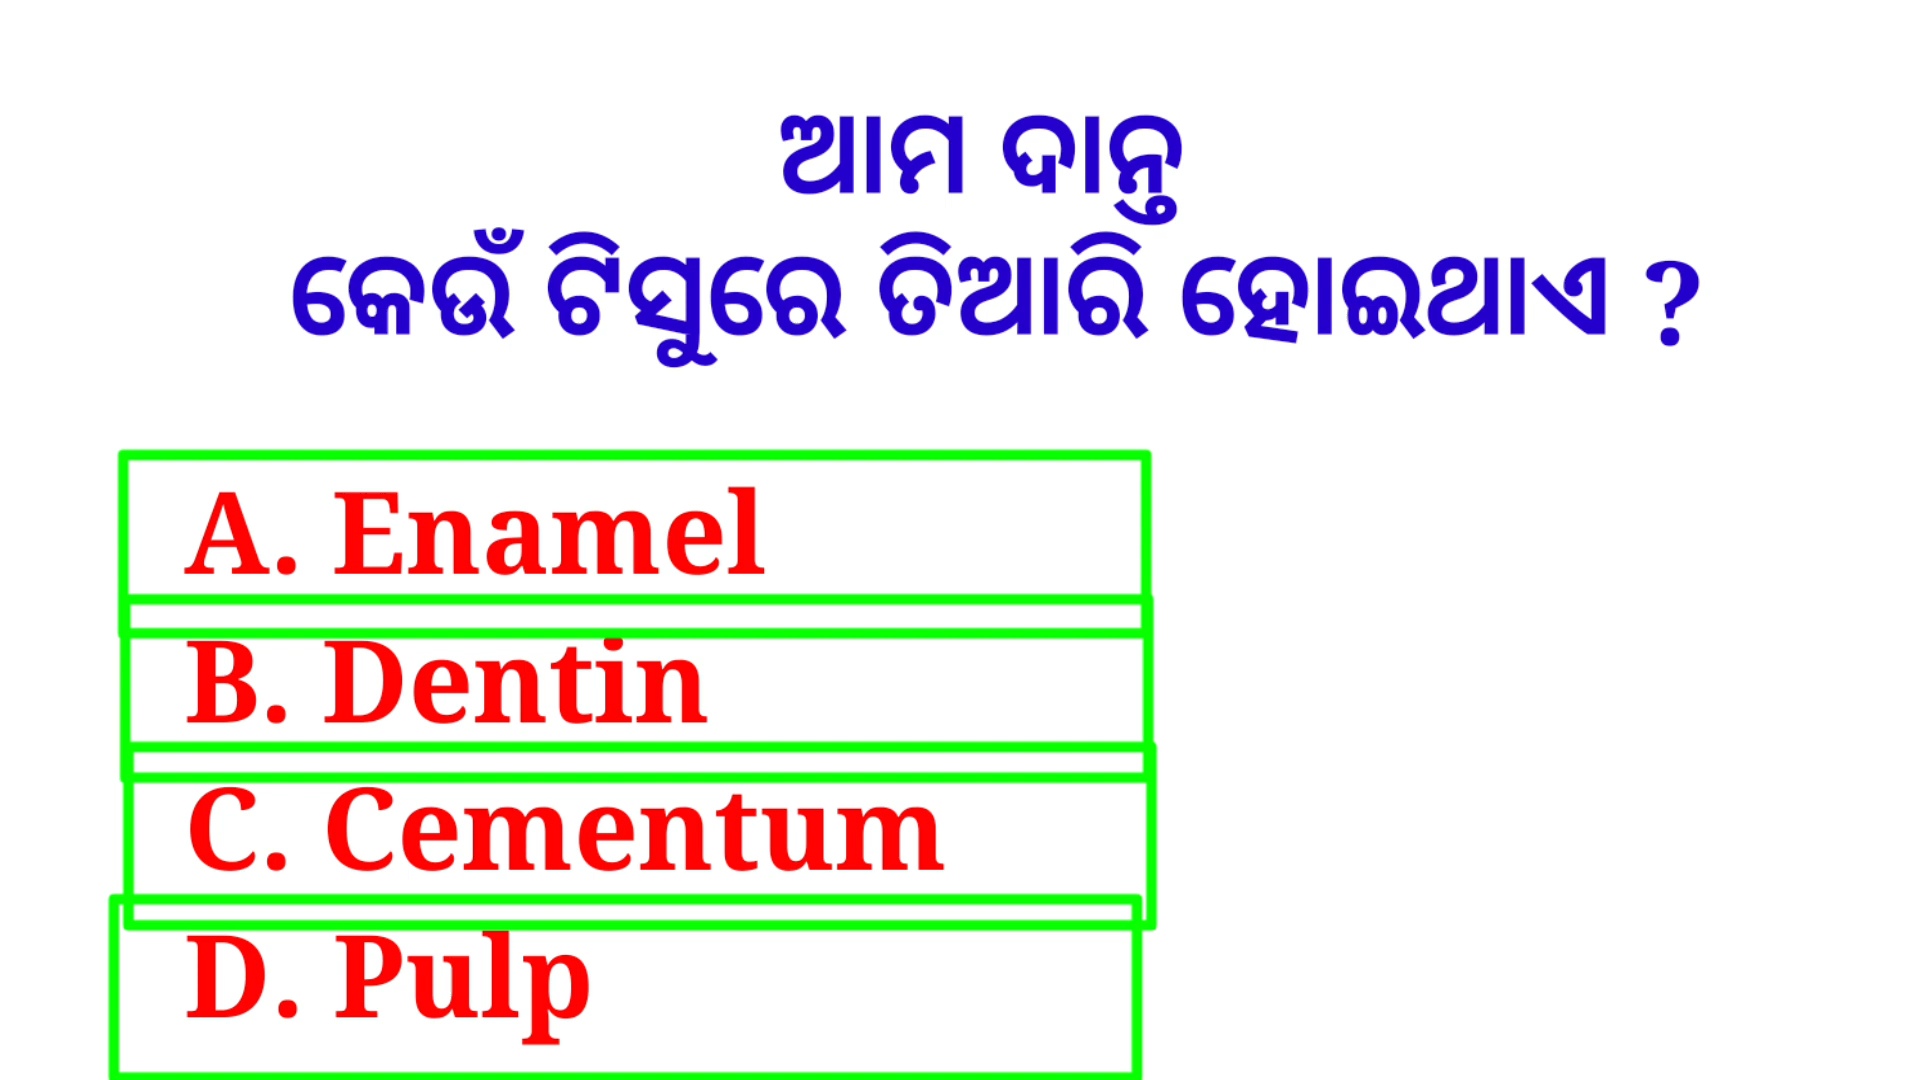 ଆମ ଦାନ୍ତ
କେଉଁ ଟିସୁରେ ତିଆରି ହୋଇଥାଏ ?
A. Enamel
B. Dentin
C. Cementum
D. Pulp